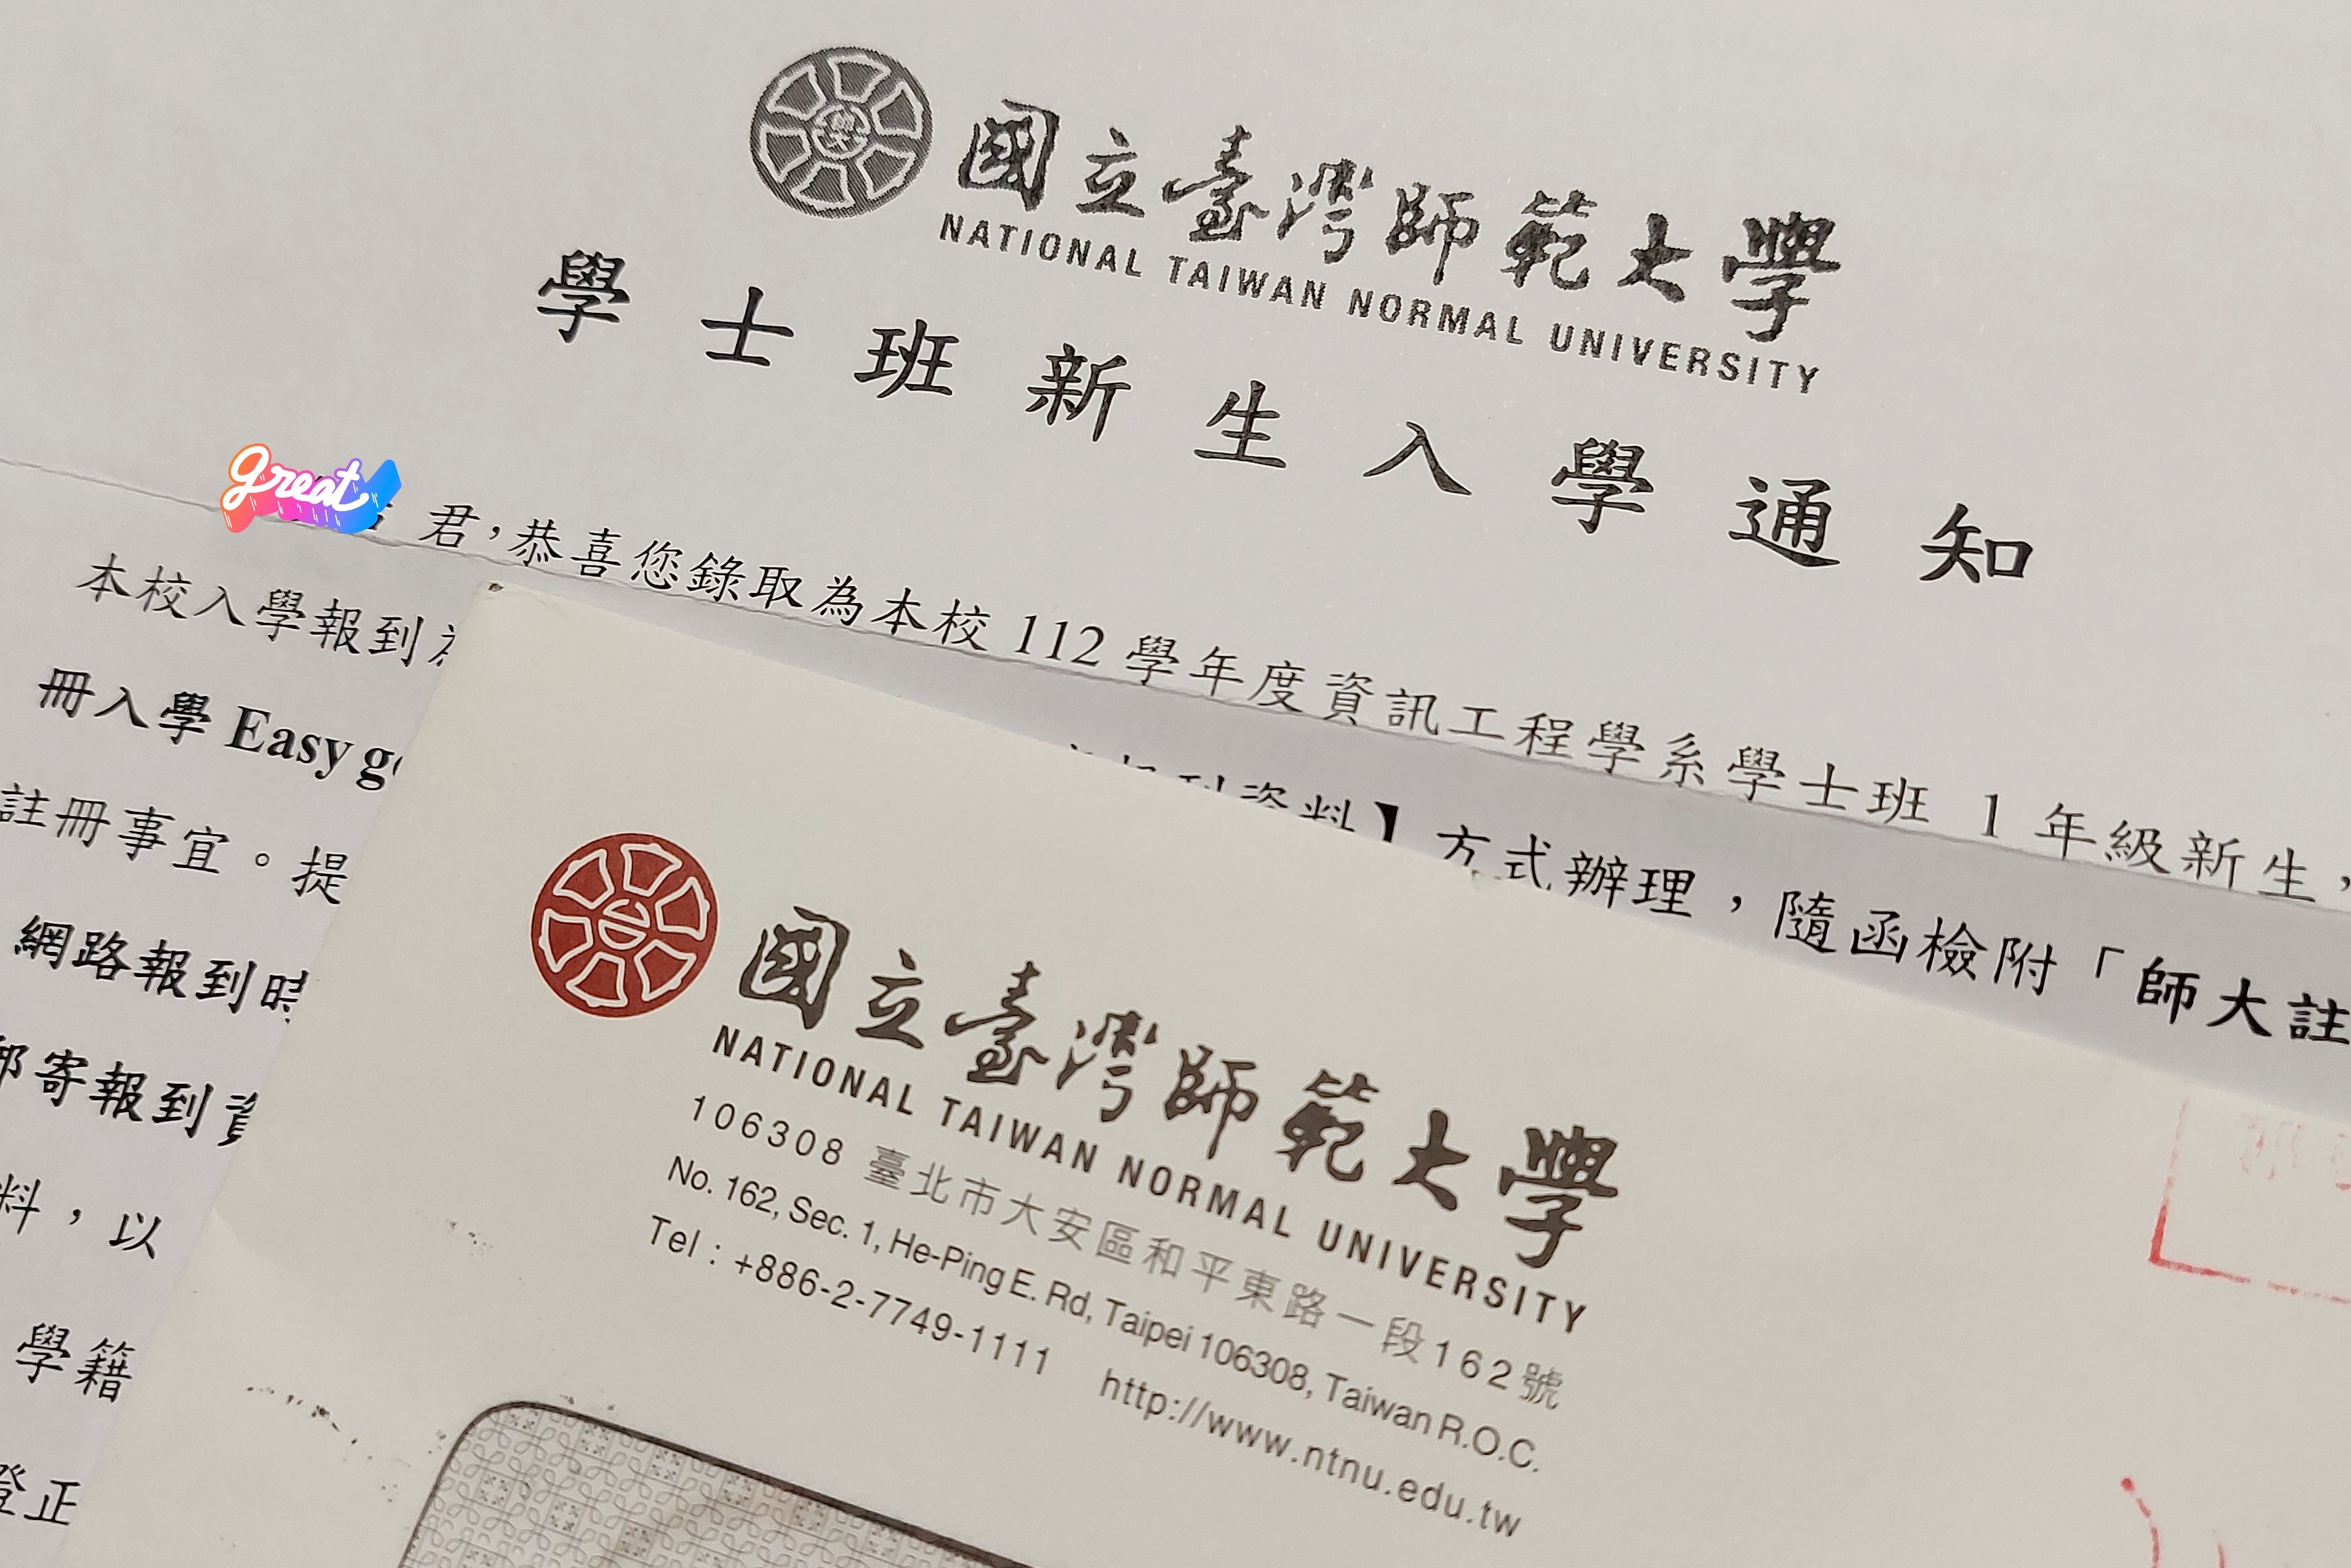 國立臺灣師範大學
NATIONAL TAIWAN NORMAL UNIVERSITY
學士班新生入學通知
great
君,恭喜您錄取為本校 112 學年度資訊工程學系學士班 1 年級新生,
本校入學報到
資料】方式辦理,隨函檢附「師大註
冊入學 Easy g
註冊事宜。提
網路報到時
郵寄報到資
料,以
學籍
正
國立臺灣師範大學
NATIONAL TAIWAN NORMAL UNIVERSITY
106308 臺北市大安區和平東路一段162號
No. 162, Sec. 1, He-Ping E. Rd, Taipei 106308, Taiwan R.O.C.
Tel : +886-2-7749-1111 http://www.ntnu.edu.tw